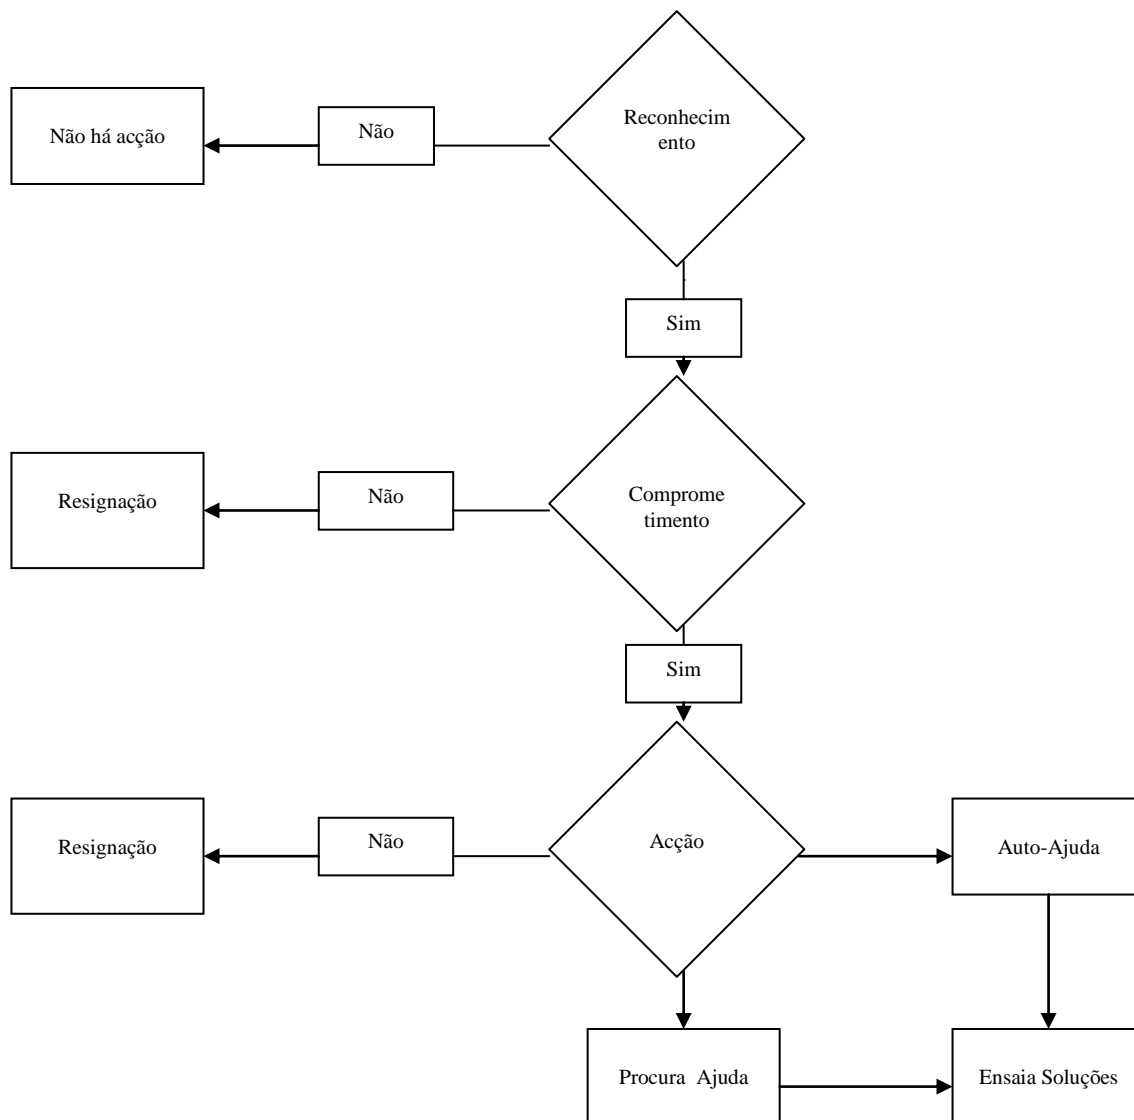 Reconhecim
ento
Não
Não há acção
Sim
Comprome
timento
Não
Resignação
Sim
Acção
Não
Resignação
Auto-Ajuda
Procura Ajuda
Ensaia Soluções